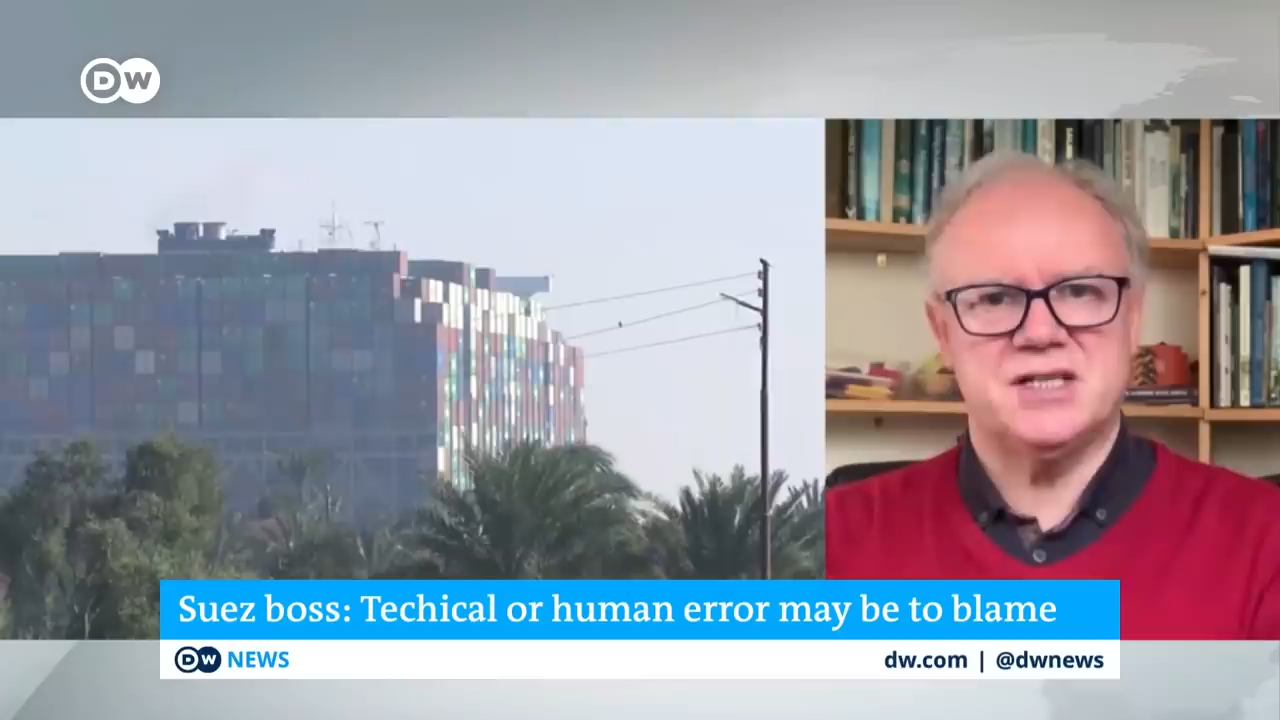 DW
Suez boss: Techical or human error may be to blame
DW NEWS
dw.com | @dwnews